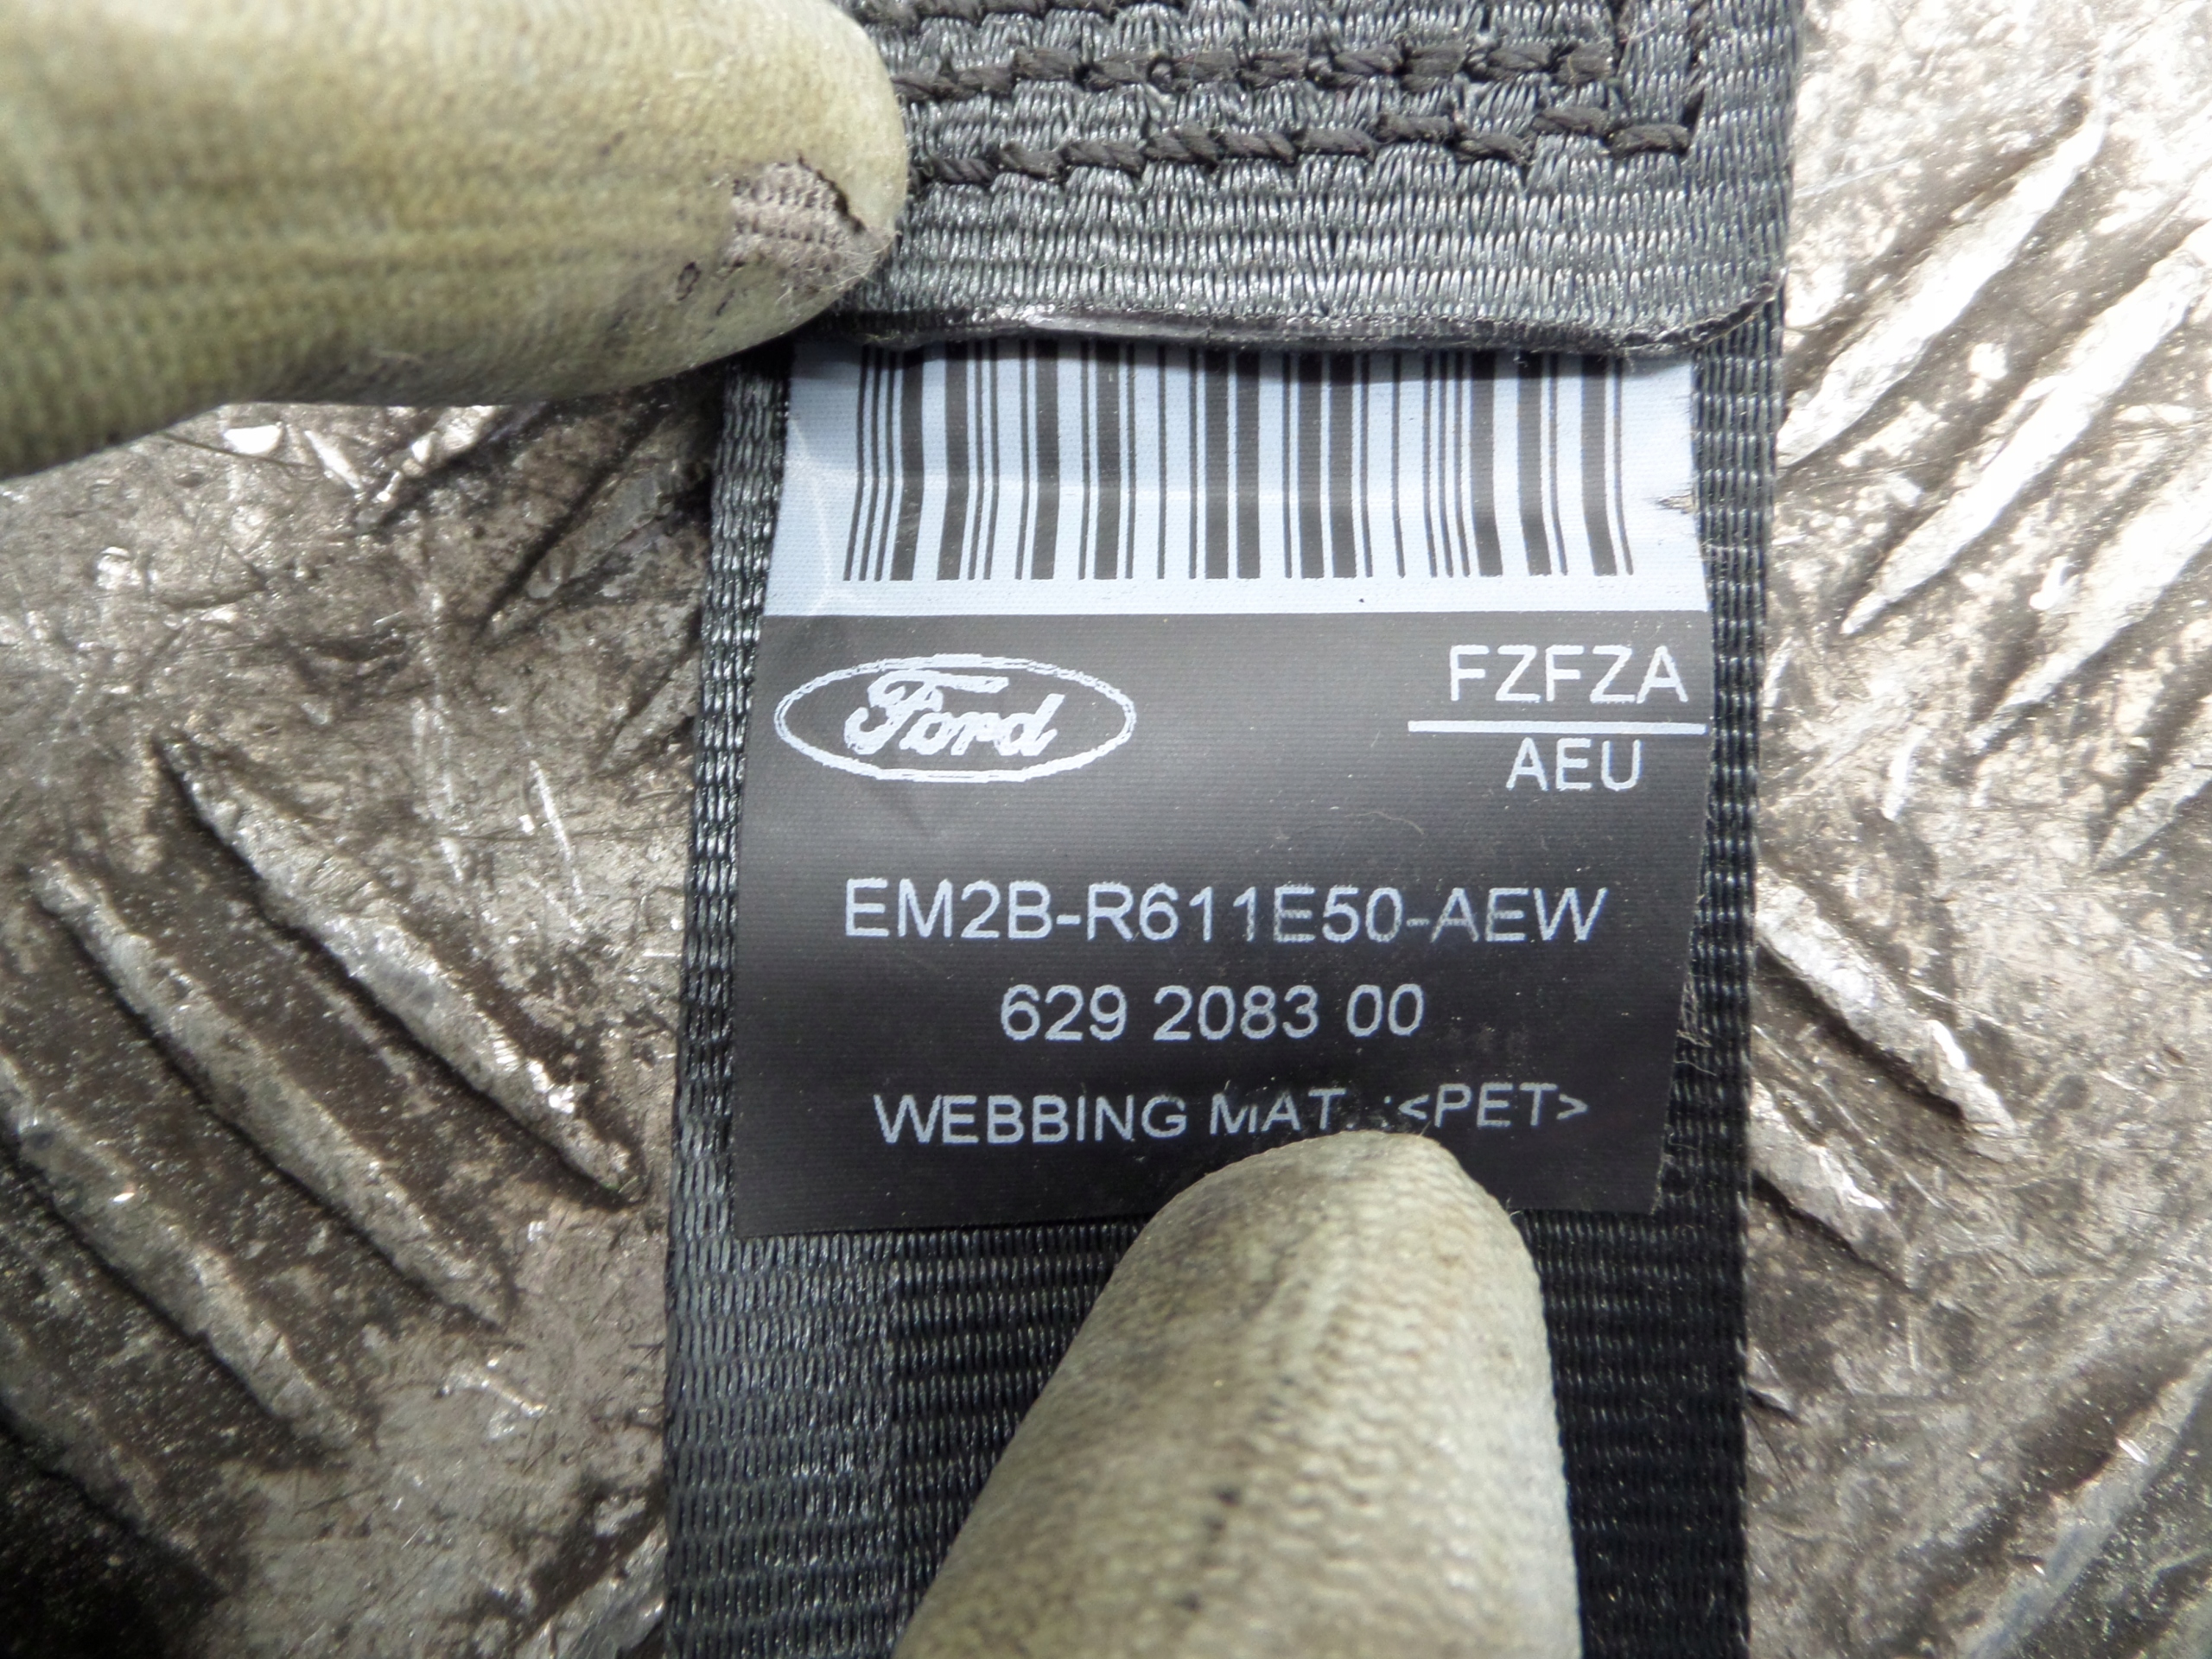 Ford
FZFZA
AEU
EM2B-R611E50-AEW
629 2083 00
WEBBING MAT. :<PET>